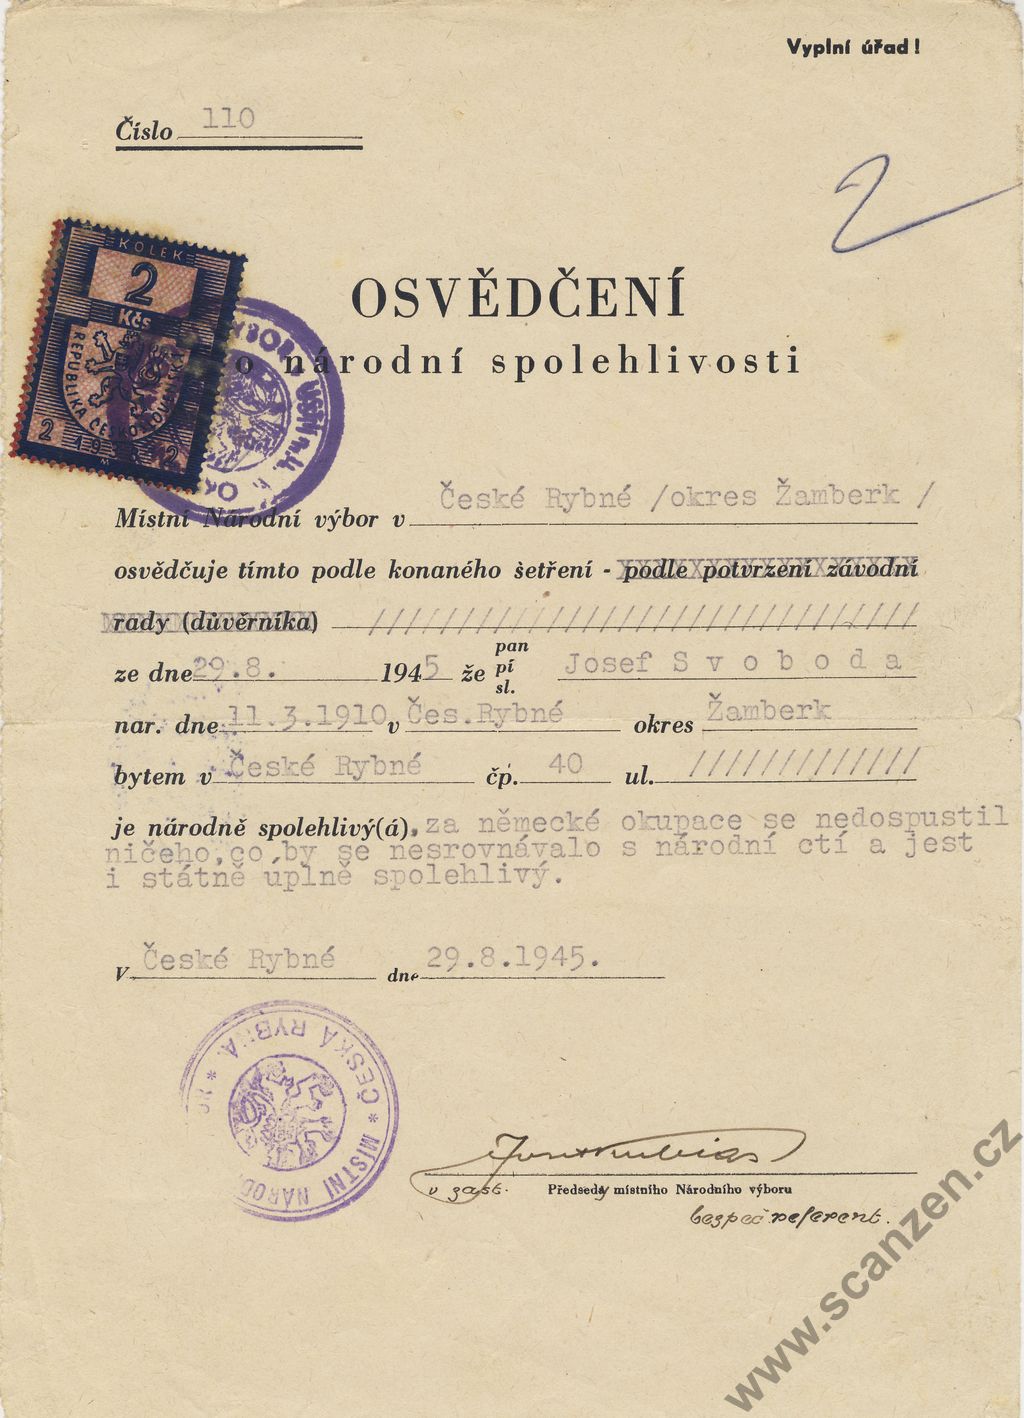 Vyplní úřad!
Číslo 110
2
KOLEK
2
Kčs
REPUBLIKA ČESKOSLOVENSKÁ
2 2
OSVĚDČENÍ
o národní spolehlivosti
Místní Národní výbor v České Rybné /okres Žamberk /
osvědčuje tímto podle konaného šetření - podle potvrzení závodní
rady (důvěrníka) ///////////////////////////////
ze dne 29.8. 1945 že pan pí sl. Josef S v o b o d a
nar. dne 11.3.1910 v Čes.Rybné okres Žamberk
bytem v České Rybné čp. 40 ul. /////////////
je národně spolehlivý(á), za německé okupace se nedospustil
ničeho,co,by se nesrovnávalo s národní ctí a jest
i státně uplně spolehlivý.
V České Rybné dne 29.8.1945.
ČESKÁ RYBNÁ * MÍSTNÍ NÁROD
v zast. Předseda místního Národního výboru
bezpeč. referent.
www.scanzen.cz